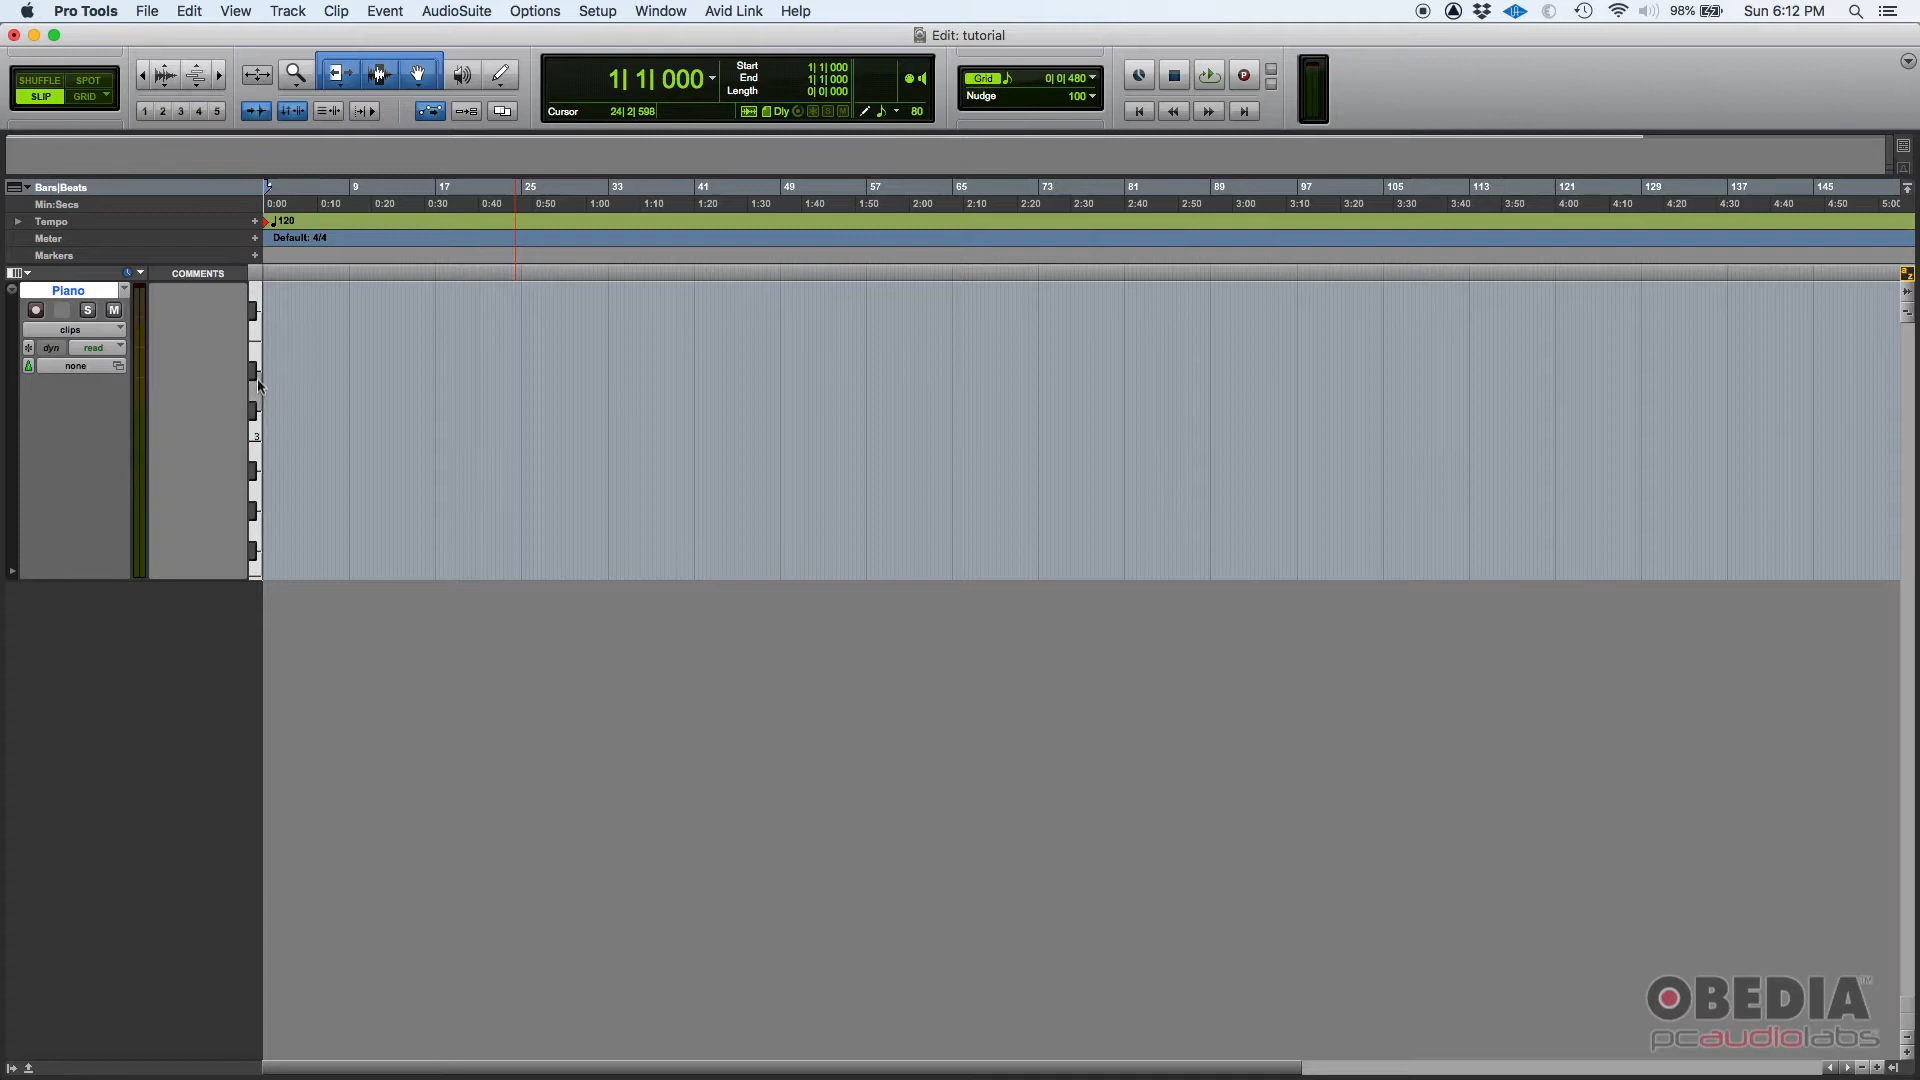 Pro Tools File Edit View Track Clip Event AudioSuite Options Setup Window Avid Link Help 98% Sun 6:12 PM
Edit: tutorial
SHUFFLE SPOT
SLIP GRID
1 2 3 4 5
1| 1| 000
Start 1| 1| 000
End 1| 1| 000
Length 0| 0| 000
Cursor 24| 2| 598
Dly S M 80
Grid 0| 0| 480
Nudge 100
Bars|Beats 9 17 25 33 41 49 57 65 73 81 89 97 105 113 121 129 137 145
Min:Secs 0:00 0:10 0:20 0:30 0:40 0:50 1:00 1:10 1:20 1:30 1:40 1:50 2:00 2:10 2:20 2:30 2:40 2:50 3:00 3:10 3:20 3:30 3:40 3:50 4:00 4:10 4:20 4:30 4:40 4:50 5:00
Tempo + 120
Meter + Default: 4/4
Markers +
COMMENTS
a z
Piano
S M
clips
dyn read
none
3
OBEDIA™
pcaudiolabs